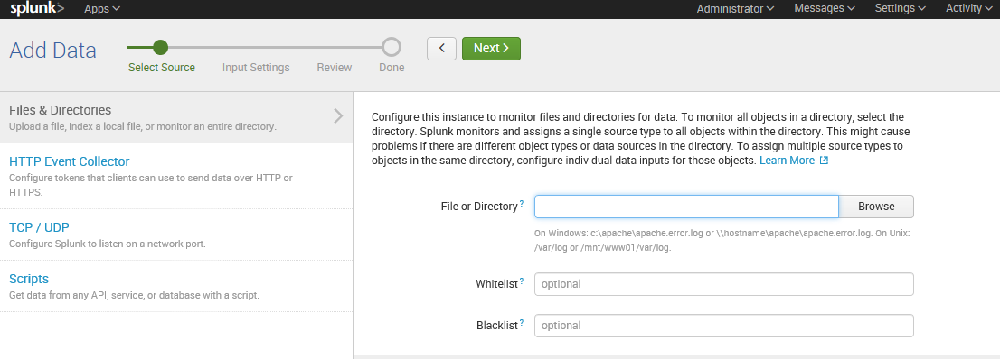 splunk> Apps Administrator Messages Settings Activity
Add Data
Select Source Input Settings Review Done
< Next >
Files & Directories
Upload a file, index a local file, or monitor an entire directory.
HTTP Event Collector
Configure tokens that clients can use to send data over HTTP or
HTTPS.
TCP / UDP
Configure Splunk to listen on a network port.
Scripts
Get data from any API, service, or database with a script.
Configure this instance to monitor files and directories for data. To monitor all objects in a directory, select the
directory. Splunk monitors and assigns a single source type to all objects within the directory. This might cause
problems if there are different object types or data sources in the directory. To assign multiple source types to
objects in the same directory, configure individual data inputs for those objects. Learn More
File or Directory ? Browse
On Windows: c:\apache\apache.error.log or \\hostname\apache\apache.error.log. On Unix:
/var/log or /mnt/www01/var/log.
Whitelist ? optional
Blacklist ? optional